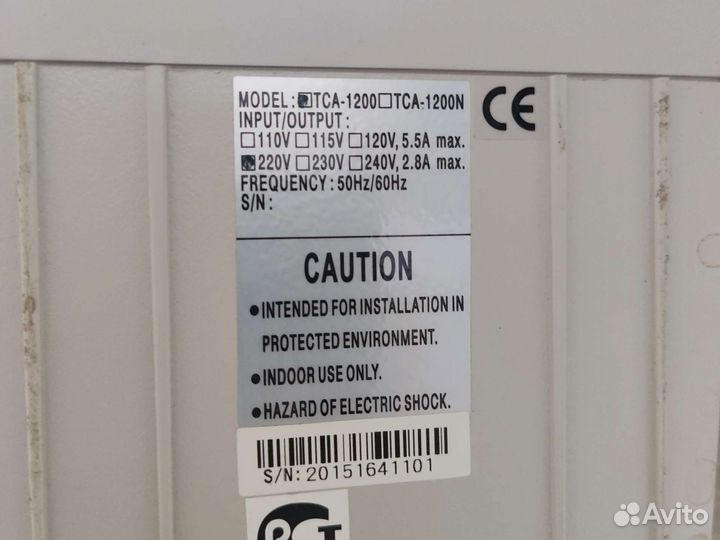 MODEL: ☑TCA-1200☐TCA-1200N
INPUT/OUTPUT:
☐110V☐115V☐120V, 5.5A max.
☑220V☐230V☐240V, 2.8A max.
FREQUENCY: 50Hz/60Hz
S/N:
CE
CAUTION
●INTENDED FOR INSTALLATION IN
PROTECTED ENVIRONMENT.
●INDOOR USE ONLY.
●HAZARD OF ELECTRIC SHOCK.
S/N: 20151641101
Avito